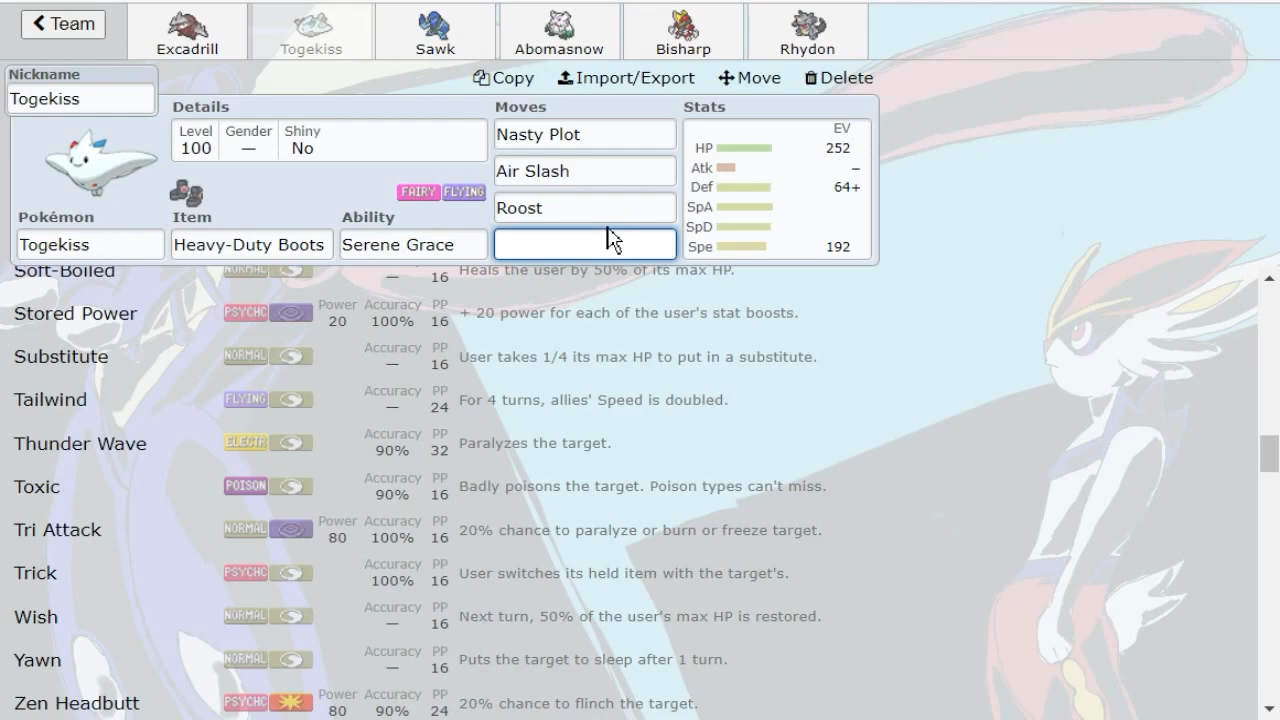 Team
Excadrill
Togekiss
Sawk
Abomasnow
Bisharp
Rhydon
Nickname
Togekiss
Copy
Import/Export
Move
Delete
Details
Level Gender Shiny
100 — No
FAIRY FLYING
Pokémon Item Ability
Togekiss Heavy-Duty Boots Serene Grace
Moves
Nasty Plot
Air Slash
Roost
Stats
EV
HP 252
Atk –
Def 64+
SpA
SpD
Spe 192
Soft-Boiled NORMAL — 16 Heals the user by 50% of its max HP.
Stored Power PSYCHC Power 20 Accuracy 100% PP 16 + 20 power for each of the user's stat boosts.
Substitute NORMAL Accuracy — PP 16 User takes 1/4 its max HP to put in a substitute.
Tailwind FLYING Accuracy — PP 24 For 4 turns, allies' Speed is doubled.
Thunder Wave ELECTR Accuracy 90% PP 32 Paralyzes the target.
Toxic POISON Accuracy 90% PP 16 Badly poisons the target. Poison types can't miss.
Tri Attack NORMAL Power 80 Accuracy 100% PP 16 20% chance to paralyze or burn or freeze target.
Trick PSYCHC Accuracy 100% PP 16 User switches its held item with the target's.
Wish NORMAL Accuracy — PP 16 Next turn, 50% of the user's max HP is restored.
Yawn NORMAL Accuracy — PP 16 Puts the target to sleep after 1 turn.
Zen Headbutt PSYCHC Power 80 Accuracy 90% PP 24 20% chance to flinch the target.